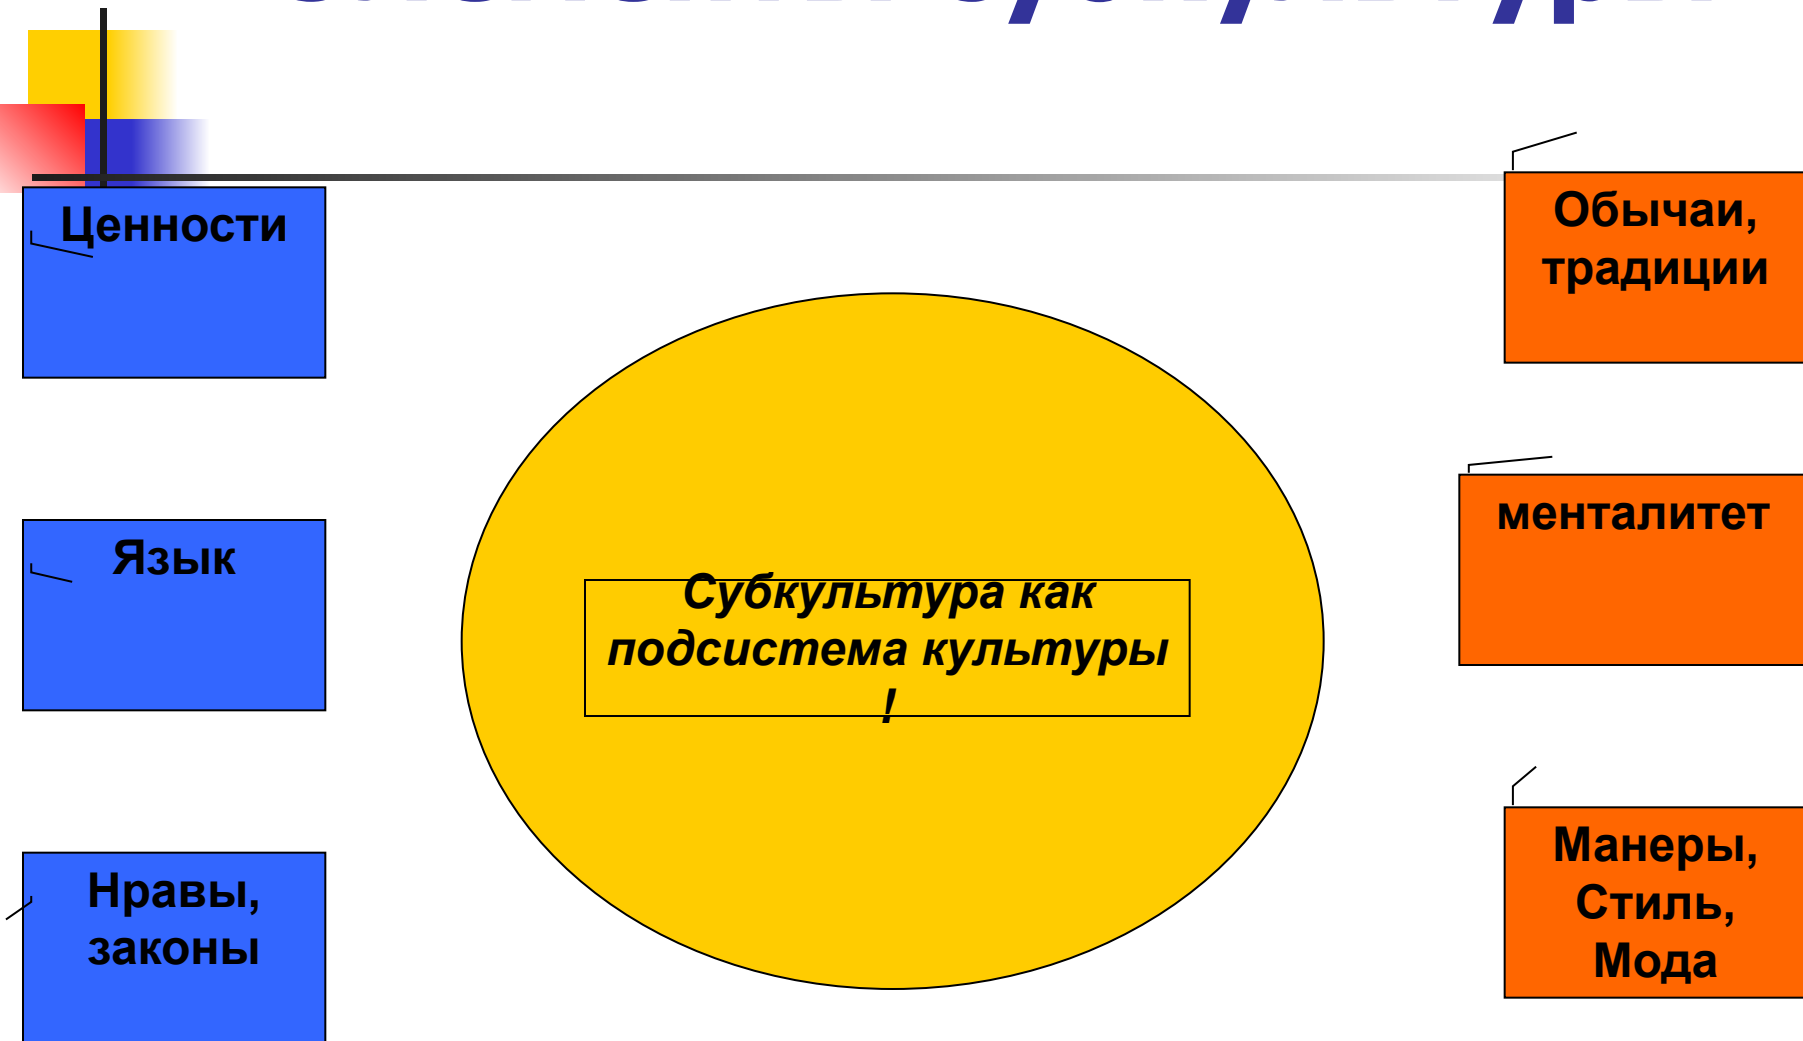 Ценности
Обычаи,
традиции
Язык
менталитет
Субкультура как
подсистема культуры
!
Нравы,
законы
Манеры,
Стиль,
Мода